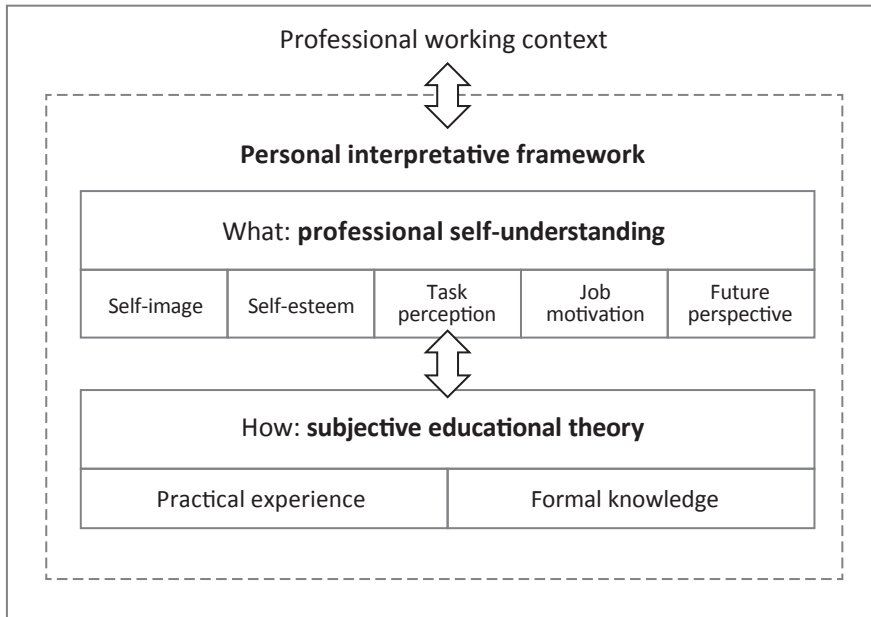 Professional working context
Personal interpretative framework
What: professional self-understanding
Self-image
Self-esteem
Task
perception
Job
motivation
Future
perspective
How: subjective educational theory
Practical experience
Formal knowledge